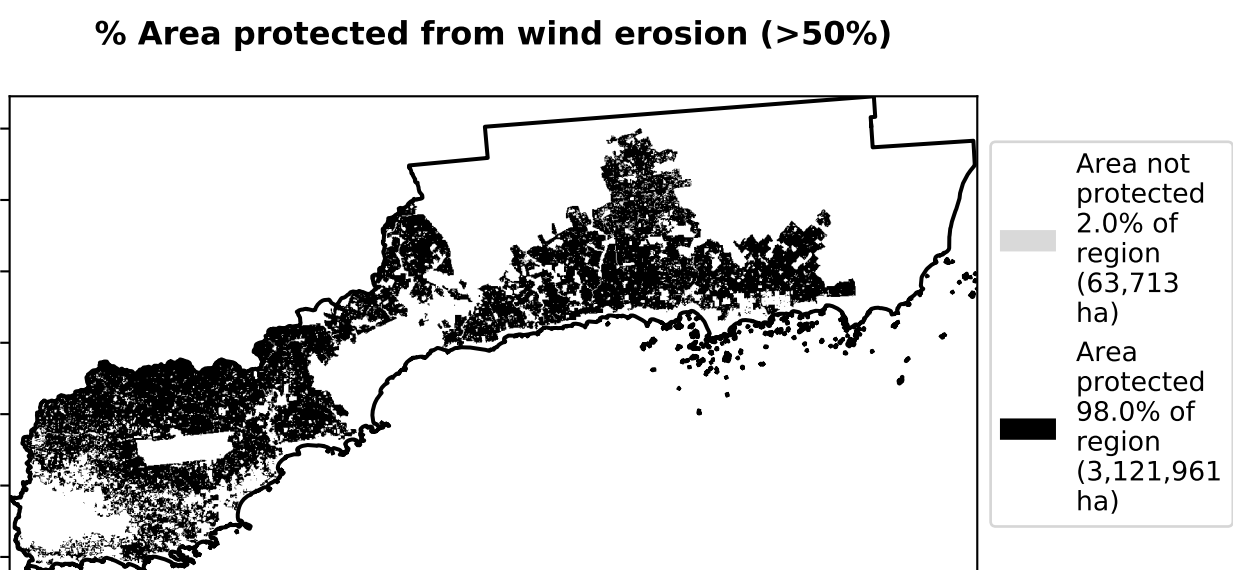 % Area protected from wind erosion (>50%)
Area not
protected
2.0% of
region
(63,713
ha)
Area
protected
98.0% of
region
(3,121,961
ha)